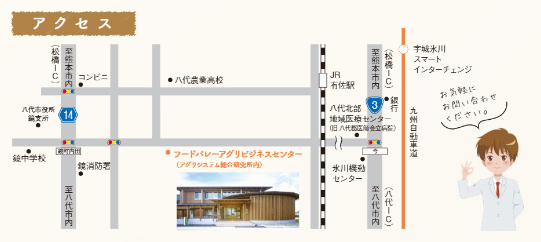 アクセス
(松橋IC)
至熊本市内
コンビニ
八代農業高校
八代市役所
鏡支所
14
鏡中学校
鏡町内田
鏡消防署
至八代市内
フードバレーアグリビジネスセンター
(アグリシステム総合研究所内)
JR
有佐駅
八代北部
地域医療センター
(旧 八代郡医師会立病院)
氷川機動
センター
至熊本市内
(松橋IC)
3
銀行
今
至八代市内
(八代IC)
九州自動車道
宇城氷川
スマート
インターチェンジ
お気軽に
お問い合わせ
ください。